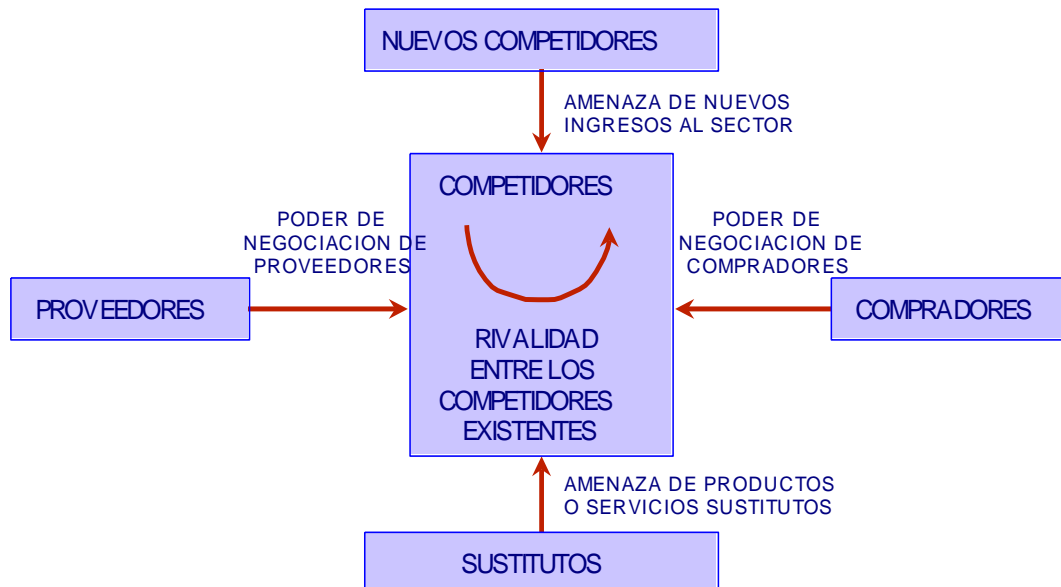 NUEVOS COMPETIDORES
AMENAZA DE NUEVOS
INGRESOS AL SECTOR
COMPETIDORES
PODER DE
NEGOCIACION DE
PROVEEDORES
PODER DE
NEGOCIACION DE
COMPRADORES
PROVEEDORES
COMPRADORES
RIVALIDAD
ENTRE LOS
COMPETIDORES
EXISTENTES
AMENAZA DE PRODUCTOS
O SERVICIOS SUSTITUTOS
SUSTITUTOS